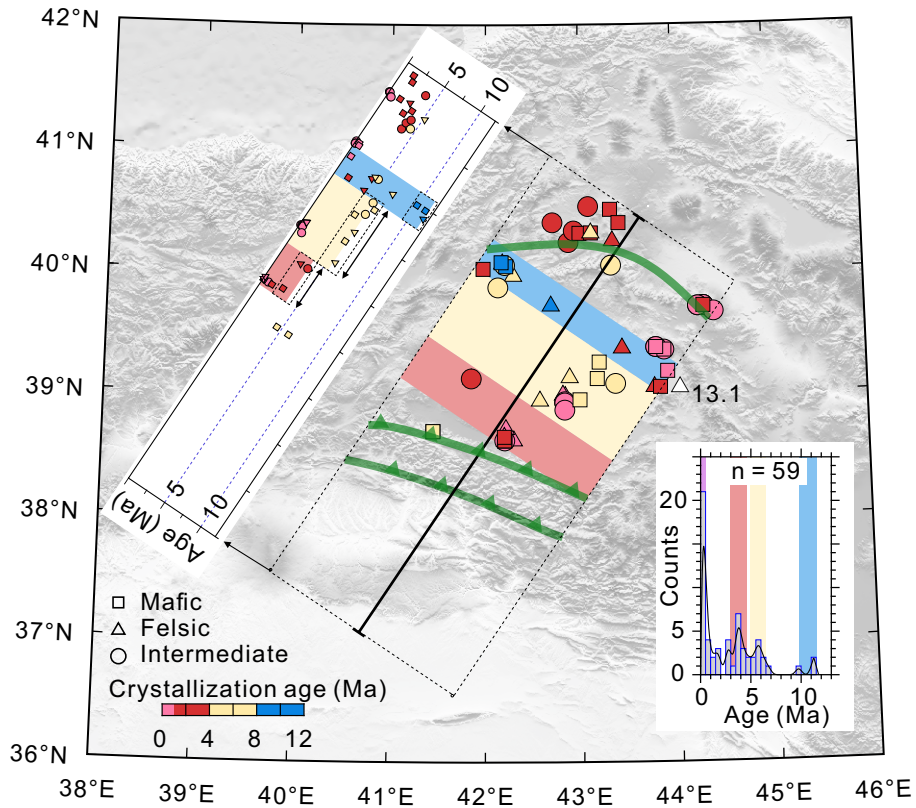 42°N
41°N
40°N
39°N
38°N
37°N
36°N
38°E
39°E
40°E
41°E
42°E
43°E
44°E
45°E
46°E
5
10
5
10
Age (Ma)
13.1
Mafic
Felsic
Intermediate
Crystallization age (Ma)
0 4 8 12
n = 59
Counts
20
5
0
0 5 10
Age (Ma)